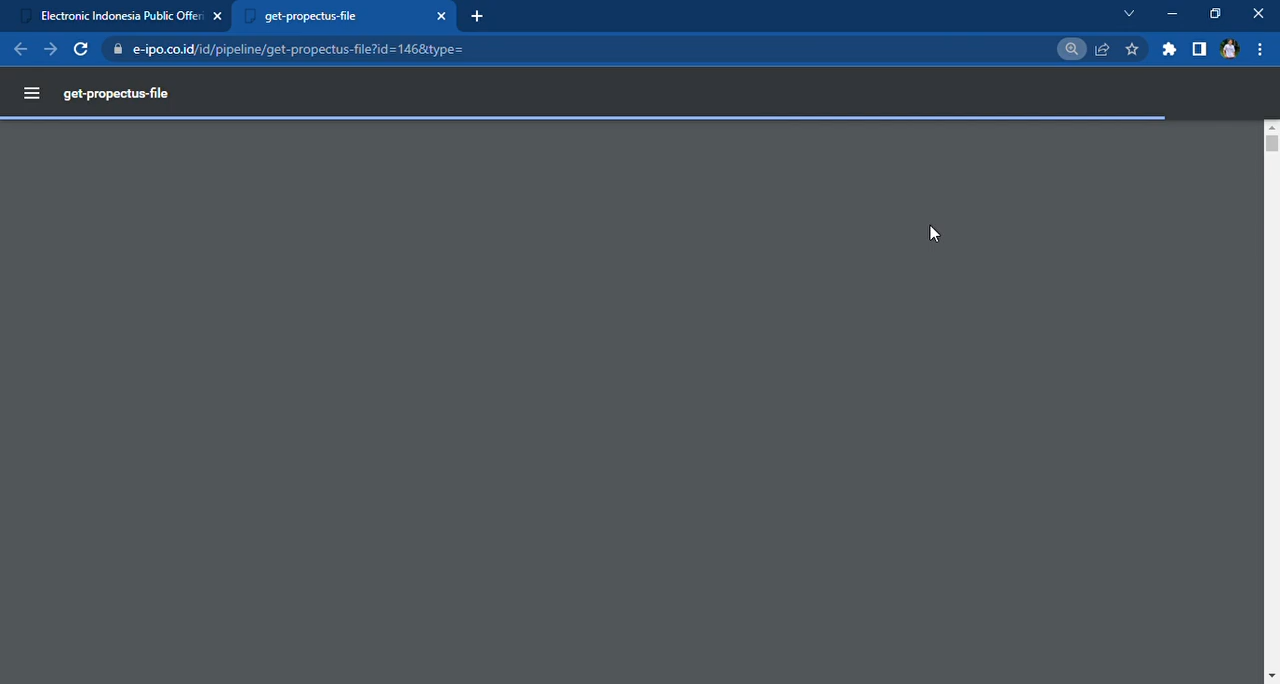 Electronic Indonesia Public Offeri
get-propectus-file
e-ipo.co.id/id/pipeline/get-propectus-file?id=146&type=
get-propectus-file